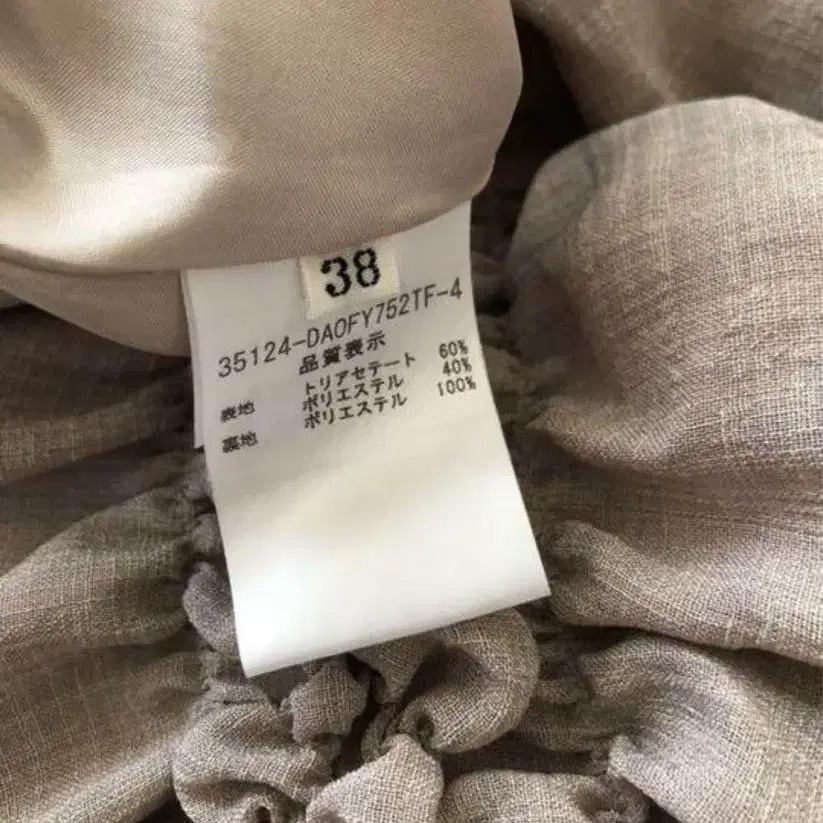 38
35124-DAOFY752TF-4
品質表示
表地 トリアセテート 60%
ポリエステル 40%
裏地 ポリエステル 100%